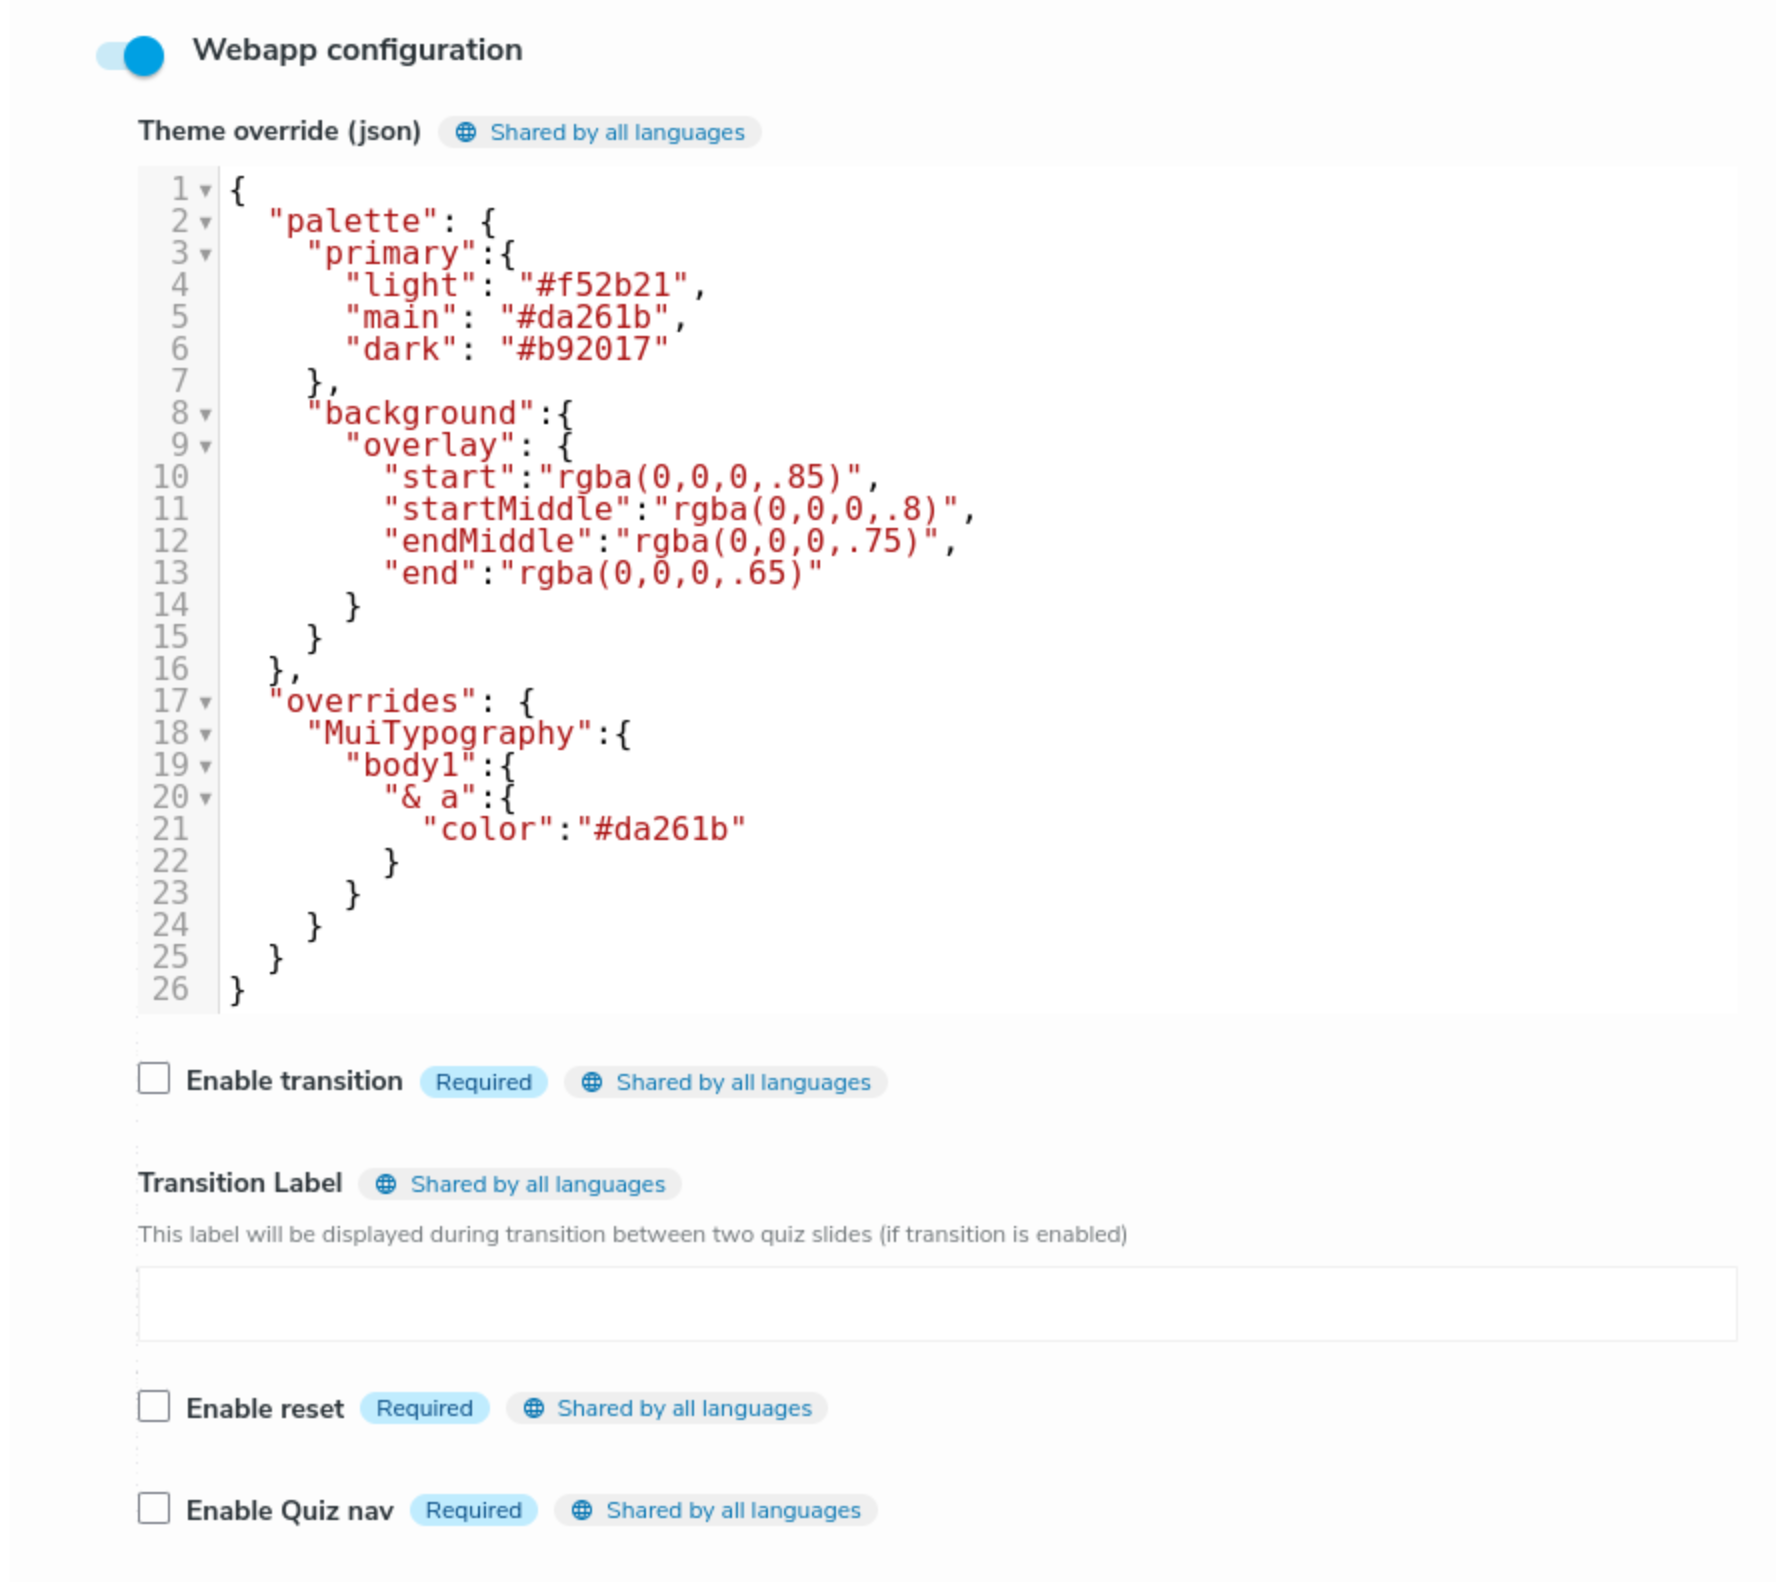 Webapp configuration
Theme override (json) Shared by all languages
1 {
2 "palette": {
3 "primary":{
4 "light": "#f52b21",
5 "main": "#da261b",
6 "dark": "#b92017"
7 },
8 "background":{
9 "overlay": {
10 "start":"rgba(0,0,0,.85)",
11 "startMiddle":"rgba(0,0,0,.8)",
12 "endMiddle":"rgba(0,0,0,.75)",
13 "end":"rgba(0,0,0,.65)"
14 }
15 }
16 },
17 "overrides": {
18 "MuiTypography":{
19 "body1":{
20 "& a":{
21 "color":"#da261b"
22 }
23 }
24 }
25 }
26 }
Enable transition Required Shared by all languages
Transition Label Shared by all languages
This label will be displayed during transition between two quiz slides (if transition is enabled)
Enable reset Required Shared by all languages
Enable Quiz nav Required Shared by all languages